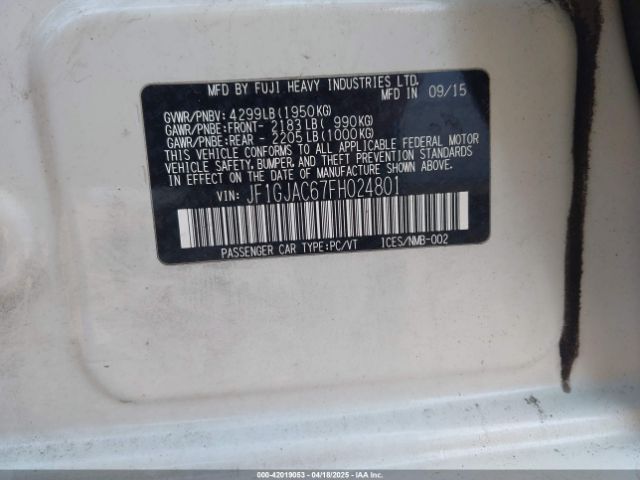 MFD BY FUJI HEAVY INDUSTRIES LTD.
MFD IN 09/15
GVWR/PNBV: 4299LB(1950KG)
GAWR/PNBE:FRONT- 2183LB( 990KG)
GAWR/PNBE:REAR - 2205LB(1000KG)
THIS VEHICLE CONFORMS TO ALL APPLICABLE FEDERAL MOTOR
VEHICLE SAFETY, BUMPER, AND THEFT PREVENTION STANDARDS
IN EFFECT ON THE DATE OF MANUFACTURE SHOWN ABOVE.
VIN: JF1GJAC67FH024801
PASSENGER CAR TYPE:PC/VT ICES/NMB-002
000-42019053 - 04/18/2025 - IAAI.COM